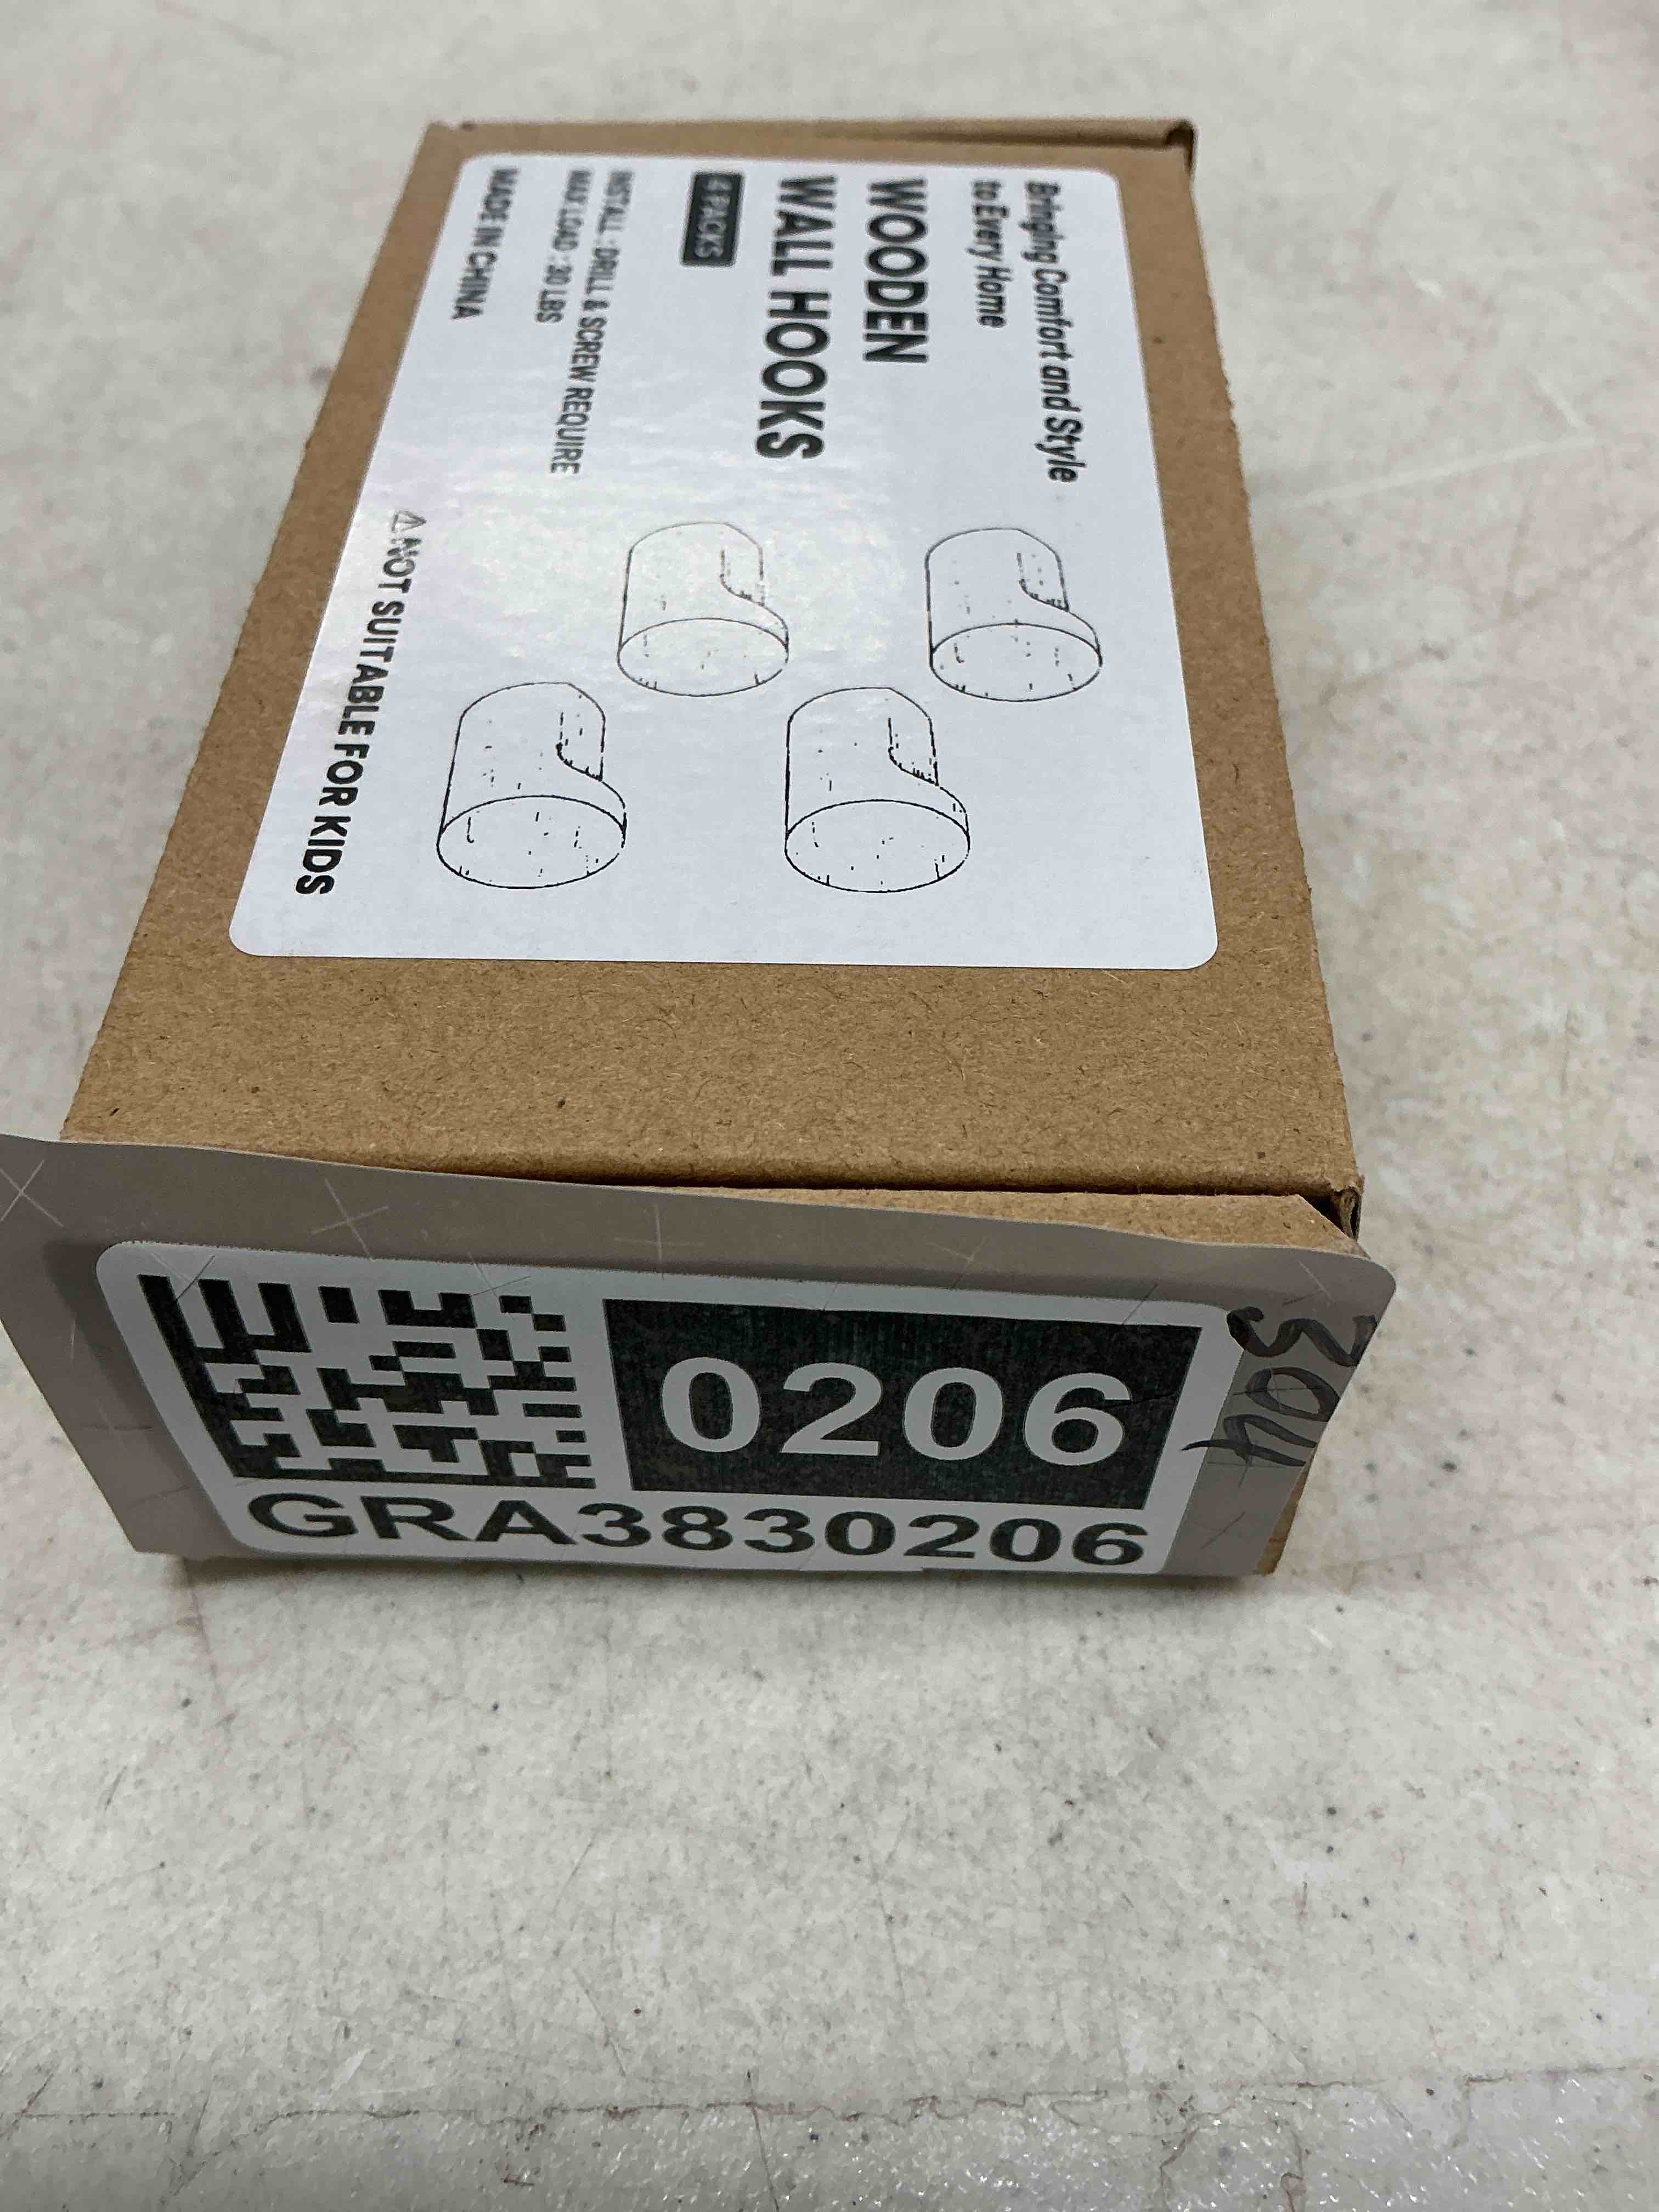 Bringing Comfort and Style
to Every Home
WOODEN
WALL HOOKS
4 PACKS
INSTALL : DRILL & SCREW REQUIRE
MAX LOAD : 30 LBS
MADE IN CHINA
⚠ NOT SUITABLE FOR KIDS
0206
GRA3830206
304